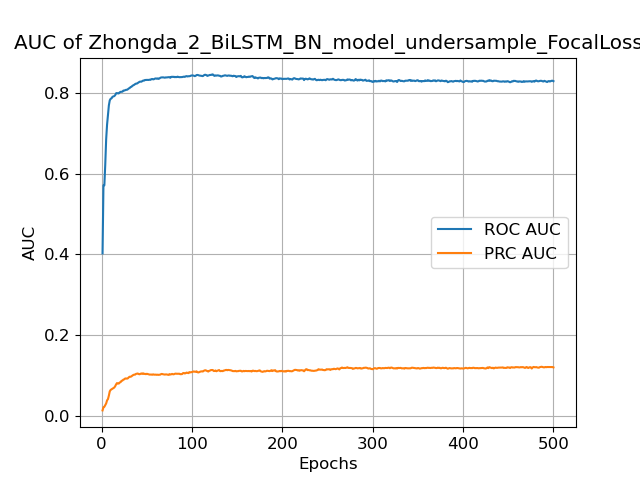 AUC of Zhongda_2_BiLSTM_BN_model_undersample_FocalLoss
0.8
0.6
0.4
0.2
0.0
AUC
ROC AUC
PRC AUC
0 100 200 300 400 500
Epochs